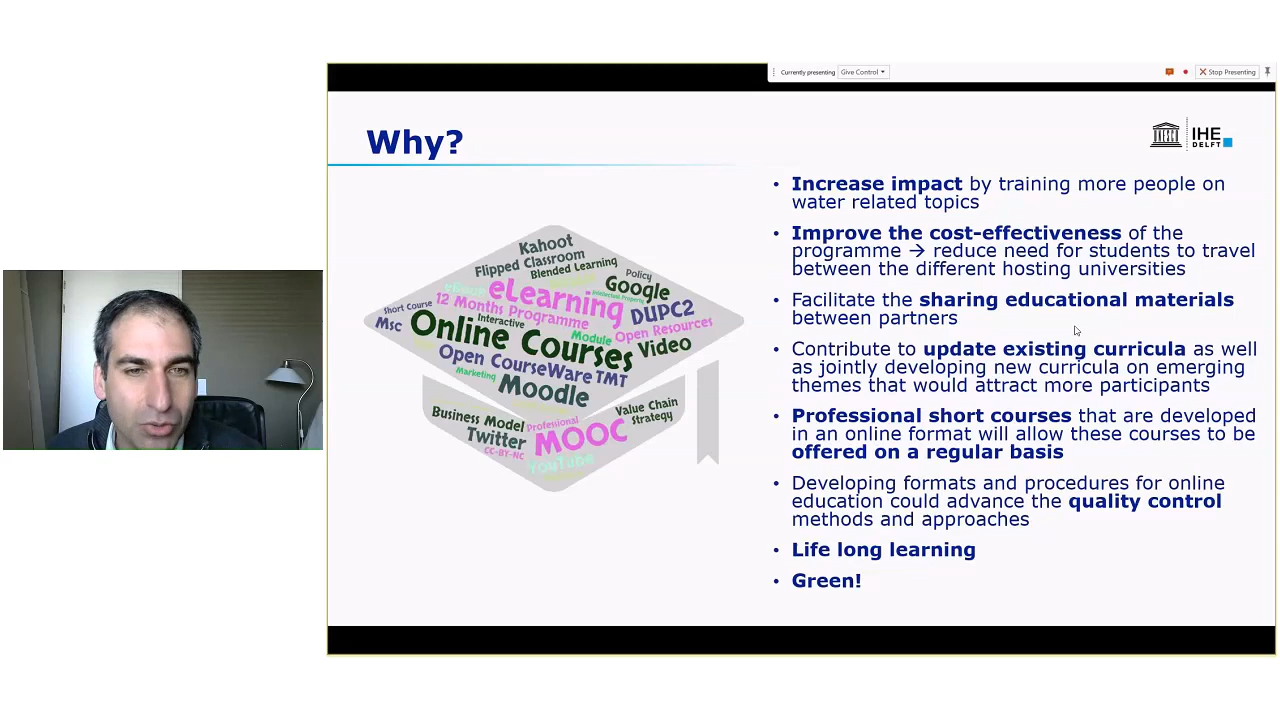 Currently presenting Give Control Stop Presenting
Why?
UNESCO
IHE
DELFT
Kahoot
Flipped Classroom
Blended Learning
Policy
Google
Intelectual Property
eBook
eLearning
Short Course
12 Months Programme
DUPC2
Msc
Interactive
Online Courses
Module
Open Resources
Video
Open CourseWare
TMT
Marketing
Moodle
Business Model
Professional
Value Chain
Strategy
Twitter
MOOC
CC-BY-NC
YouTube
• Increase impact by training more people on
water related topics
• Improve the cost-effectiveness of the
programme → reduce need for students to travel
between the different hosting universities
• Facilitate the sharing educational materials
between partners
• Contribute to update existing curricula as well
as jointly developing new curricula on emerging
themes that would attract more participants
• Professional short courses that are developed
in an online format will allow these courses to be
offered on a regular basis
• Developing formats and procedures for online
education could advance the quality control
methods and approaches
• Life long learning
• Green!